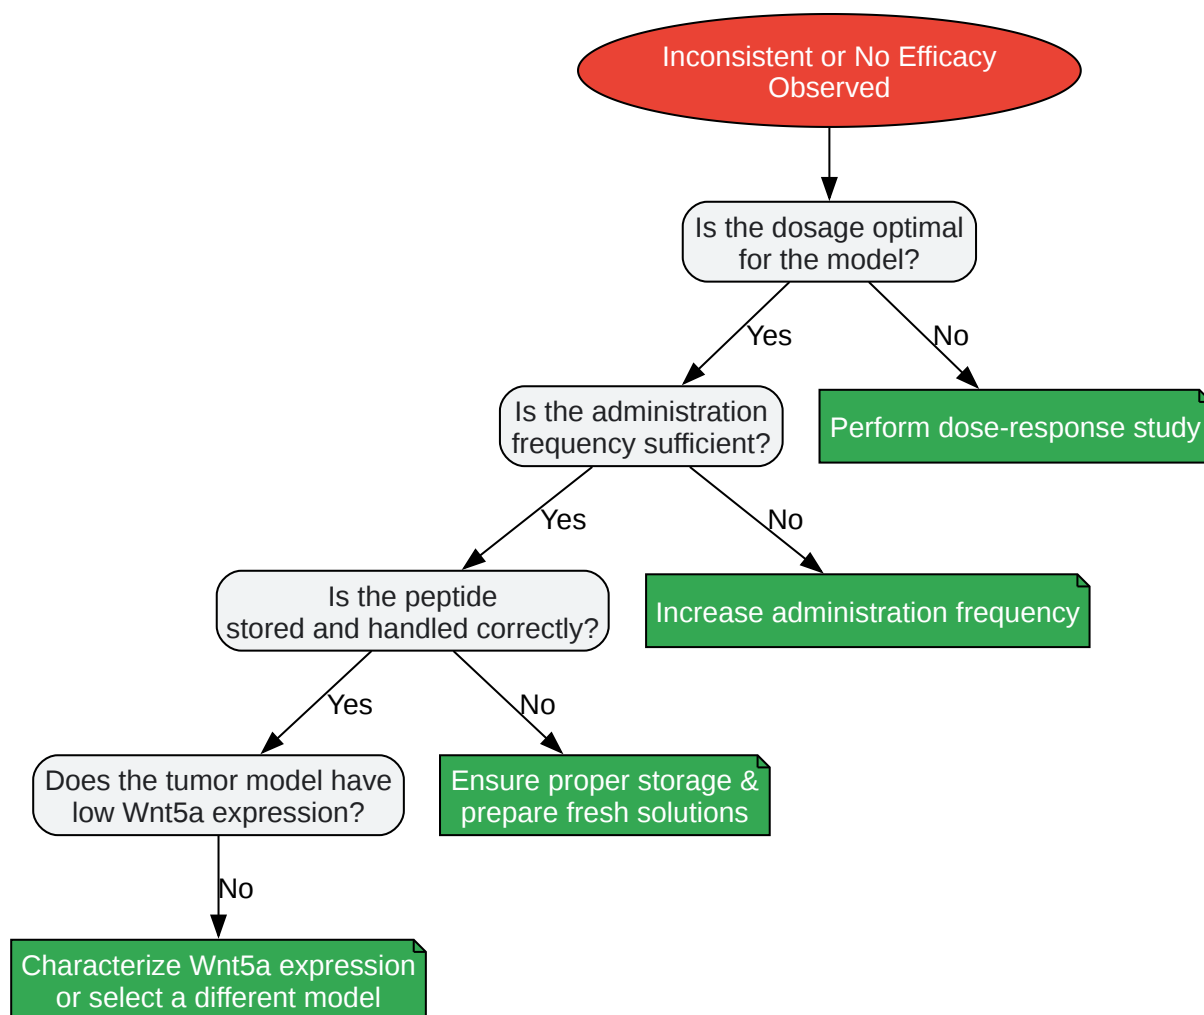 Inconsistent or No Efficacy
Observed
Is the dosage optimal
for the model?
Yes
No
Is the administration
frequency sufficient?
Perform dose-response study
Yes
No
Is the peptide
stored and handled correctly?
Increase administration frequency
Yes
No
Does the tumor model have
low Wnt5a expression?
Ensure proper storage &
prepare fresh solutions
No
Characterize Wnt5a expression
or select a different model